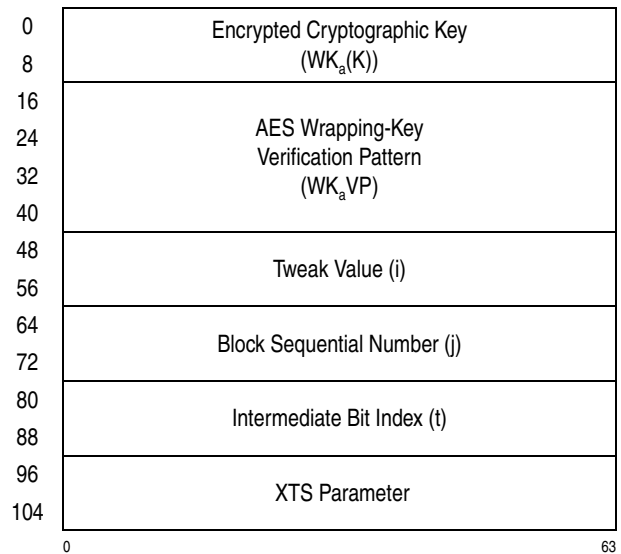 0
8
Encrypted Cryptographic Key
(WKₐ(K))
16
24
32
40
AES Wrapping-Key
Verification Pattern
(WKₐVP)
48
56
Tweak Value (i)
64
72
Block Sequential Number (j)
80
88
Intermediate Bit Index (t)
96
104
XTS Parameter
0 63